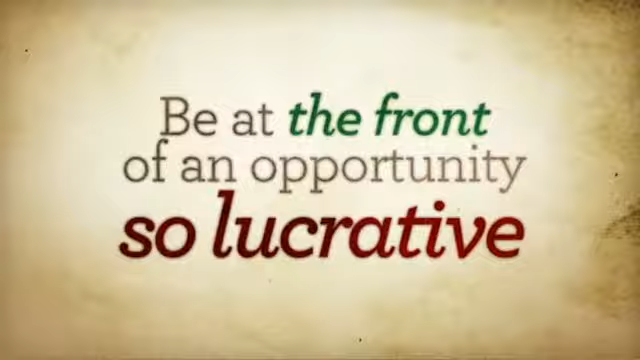 Be at the front
of an opportunity
so lucrative